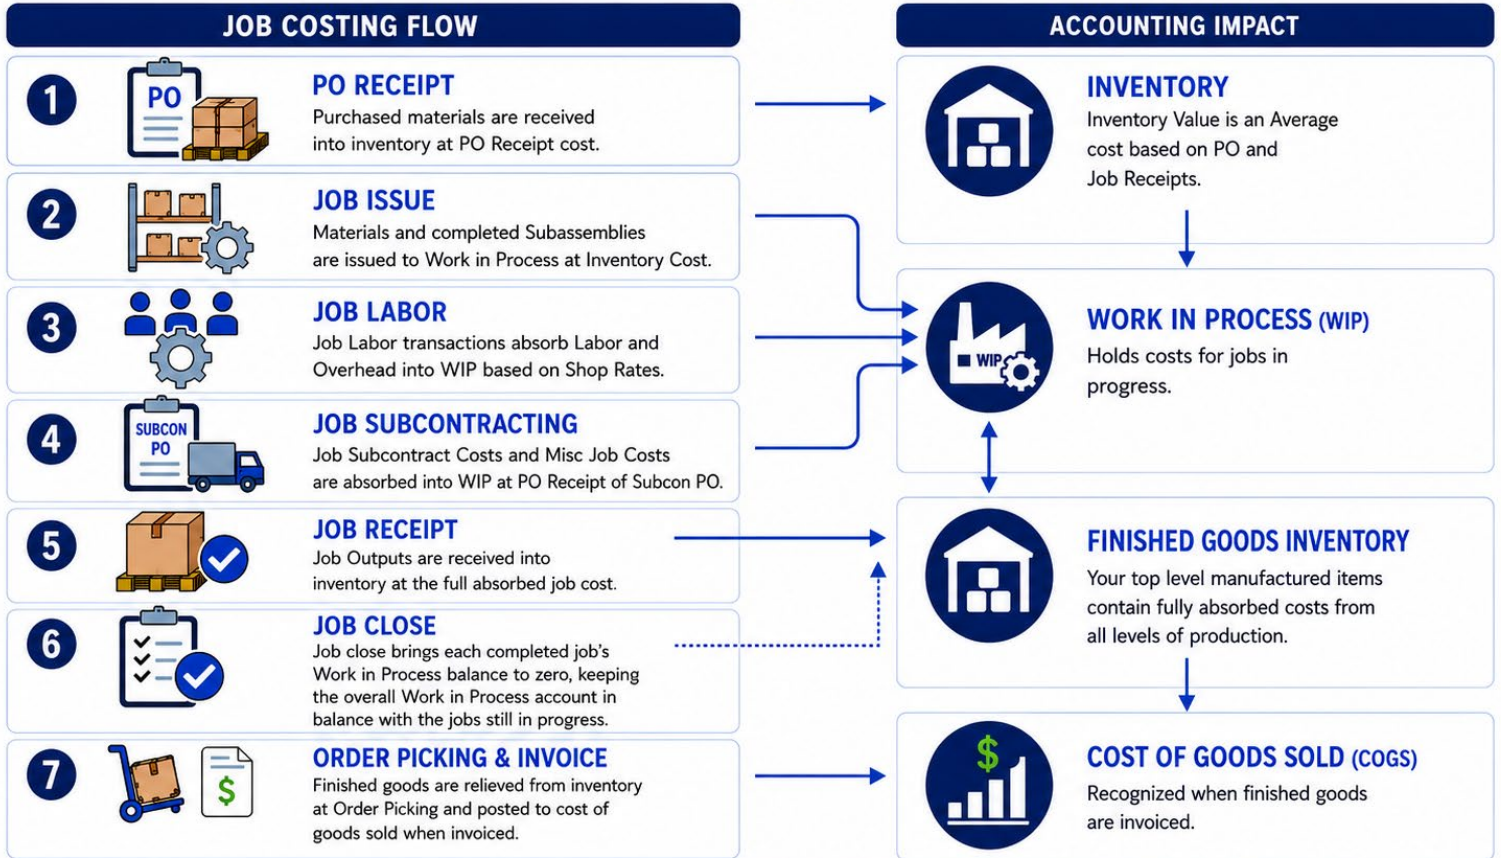 JOB COSTING FLOW
1
PO
PO RECEIPT
Purchased materials are received
into inventory at PO Receipt cost.
2
JOB ISSUE
Materials and completed Subassemblies
are issued to Work in Process at Inventory Cost.
3
JOB LABOR
Job Labor transactions absorb Labor and
Overhead into WIP based on Shop Rates.
4
SUBCON
PO
JOB SUBCONTRACTING
Job Subcontract Costs and Misc Job Costs
are absorbed into WIP at PO Receipt of Subcon PO.
5
JOB RECEIPT
Job Outputs are received into
inventory at the full absorbed job cost.
6
JOB CLOSE
Job close brings each completed job's
Work in Process balance to zero, keeping
the overall Work in Process account in
balance with the jobs still in progress.
7
$
ORDER PICKING & INVOICE
Finished goods are relieved from inventory
at Order Picking and posted to cost of
goods sold when invoiced.
ACCOUNTING IMPACT
INVENTORY
Inventory Value is an Average
cost based on PO and
Job Receipts.
WIP
WORK IN PROCESS (WIP)
Holds costs for jobs in
progress.
FINISHED GOODS INVENTORY
Your top level manufactured items
contain fully absorbed costs from
all levels of production.
$
COST OF GOODS SOLD (COGS)
Recognized when finished goods
are invoiced.